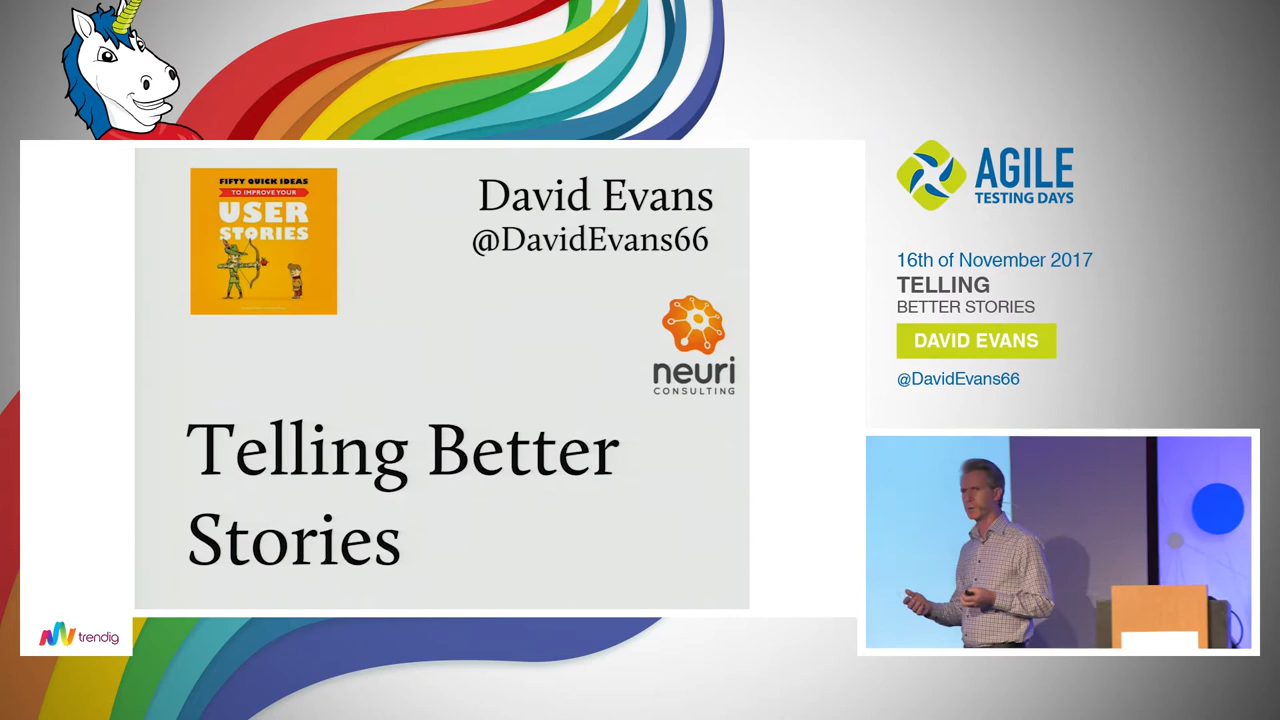 FIFTY QUICK IDEAS
TO IMPROVE YOUR
USER
STORIES
David Evans
@DavidEvans66
neuri
CONSULTING
Telling Better
Stories
trendig
AGILE
TESTING DAYS
16th of November 2017
TELLING
BETTER STORIES
DAVID EVANS
@DavidEvans66